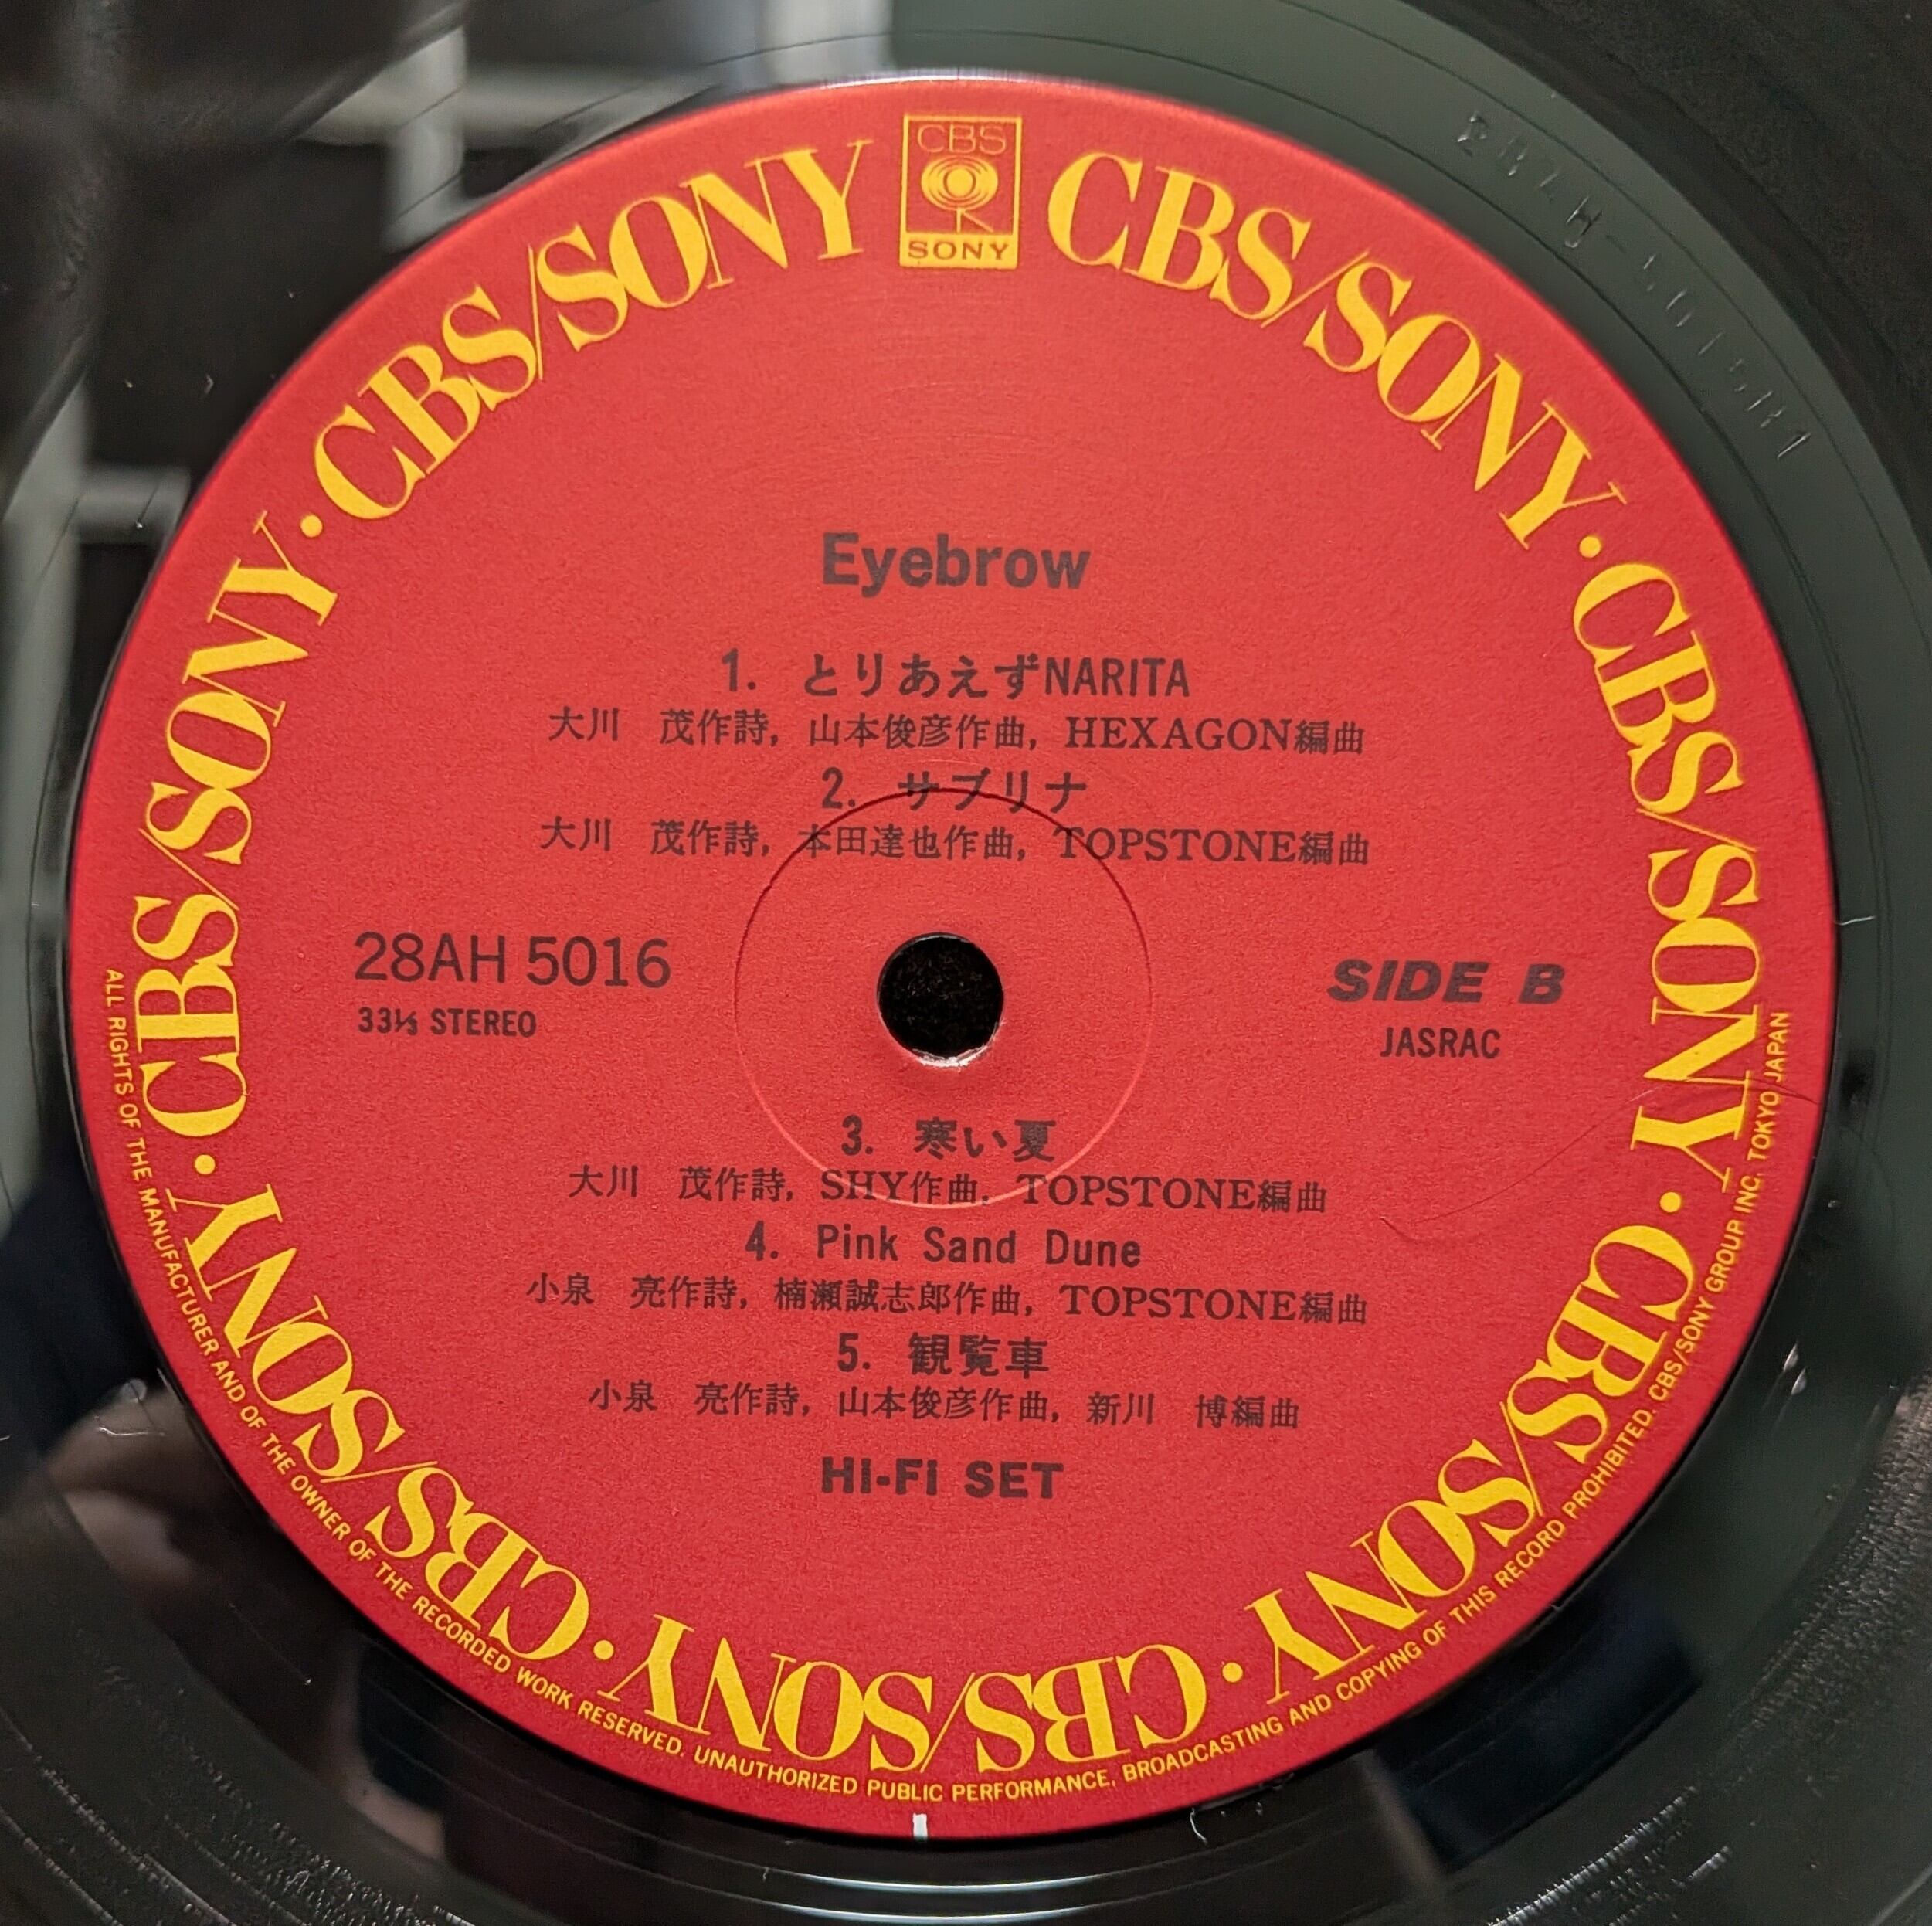 CBS
SONY
CBS/SONY · CBS/SONY · CBS/SONY · CBS/SONY · CBS/SONY · CBS/SONY · CBS/SONY · CBS/SONY
Eyebrow
1. とりあえずNARITA
大川 茂作詩, 山本俊彦作曲, HEXAGON編曲
2. サブリナ
大川 茂作詩, 本田達也作曲, TOPSTONE編曲
28AH 5016
33⅓ STEREO
SIDE B
JASRAC
3. 寒い夏
大川 茂作詩, SHY作曲, TOPSTONE編曲
4. Pink Sand Dune
小泉 亮作詩, 楠瀬誠志郎作曲, TOPSTONE編曲
5. 観覧車
小泉 亮作詩, 山本俊彦作曲, 新川 博編曲
HI-FI SET
ALL RIGHTS OF THE MANUFACTURER AND OF THE OWNER OF THE RECORDED WORK RESERVED. UNAUTHORIZED PUBLIC PERFORMANCE, BROADCASTING AND COPYING OF THIS RECORD PROHIBITED. CBS/SONY GROUP INC. TOKYO JAPAN